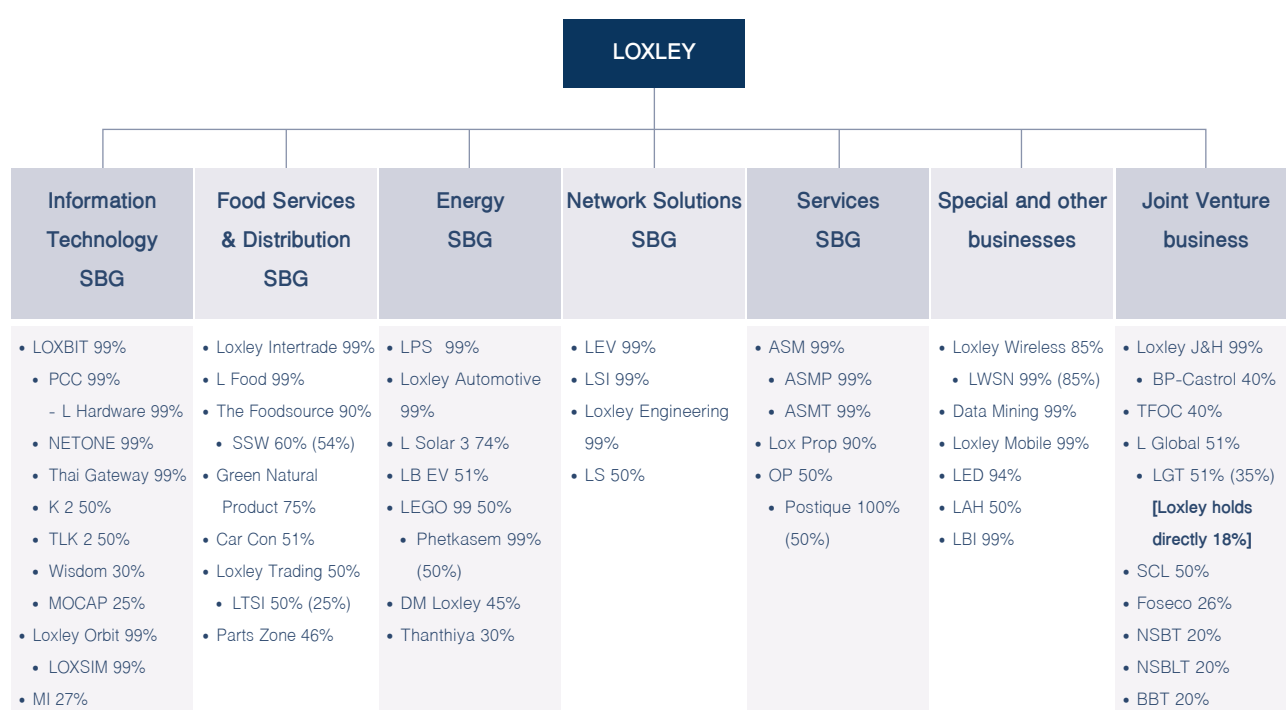 LOXLEY
Information
Technology
SBG
Food Services
& Distribution
SBG
Energy
SBG
Network Solutions
SBG
Services
SBG
Special and other
businesses
Joint Venture
business
• LOXBIT 99%
• PCC 99%
- L Hardware 99%
• NETONE 99%
• Thai Gateway 99%
• K 2 50%
• TLK 2 50%
• Wisdom 30%
• MOCAP 25%
• Loxley Orbit 99%
• LOXSIM 99%
• MI 27%
• Loxley Intertrade 99%
• L Food 99%
• The Foodsource 90%
• SSW 60% (54%)
• Green Natural
Product 75%
• Car Con 51%
• Loxley Trading 50%
• LTSI 50% (25%)
• Parts Zone 46%
• LPS 99%
• Loxley Automotive
99%
• L Solar 3 74%
• LB EV 51%
• LEGO 99 50%
• Phetkasem 99%
(50%)
• DM Loxley 45%
• Thanthiya 30%
• LEV 99%
• LSI 99%
• Loxley Engineering
99%
• LS 50%
• ASM 99%
• ASMP 99%
• ASMT 99%
• Lox Prop 90%
• OP 50%
• Postique 100%
(50%)
• Loxley Wireless 85%
• LWSN 99% (85%)
• Data Mining 99%
• Loxley Mobile 99%
• LED 94%
• LAH 50%
• LBI 99%
• Loxley J&H 99%
• BP-Castrol 40%
• TFOC 40%
• L Global 51%
• LGT 51% (35%)
[Loxley holds
directly 18%]
• SCL 50%
• Foseco 26%
• NSBT 20%
• NSBLT 20%
• BBT 20%